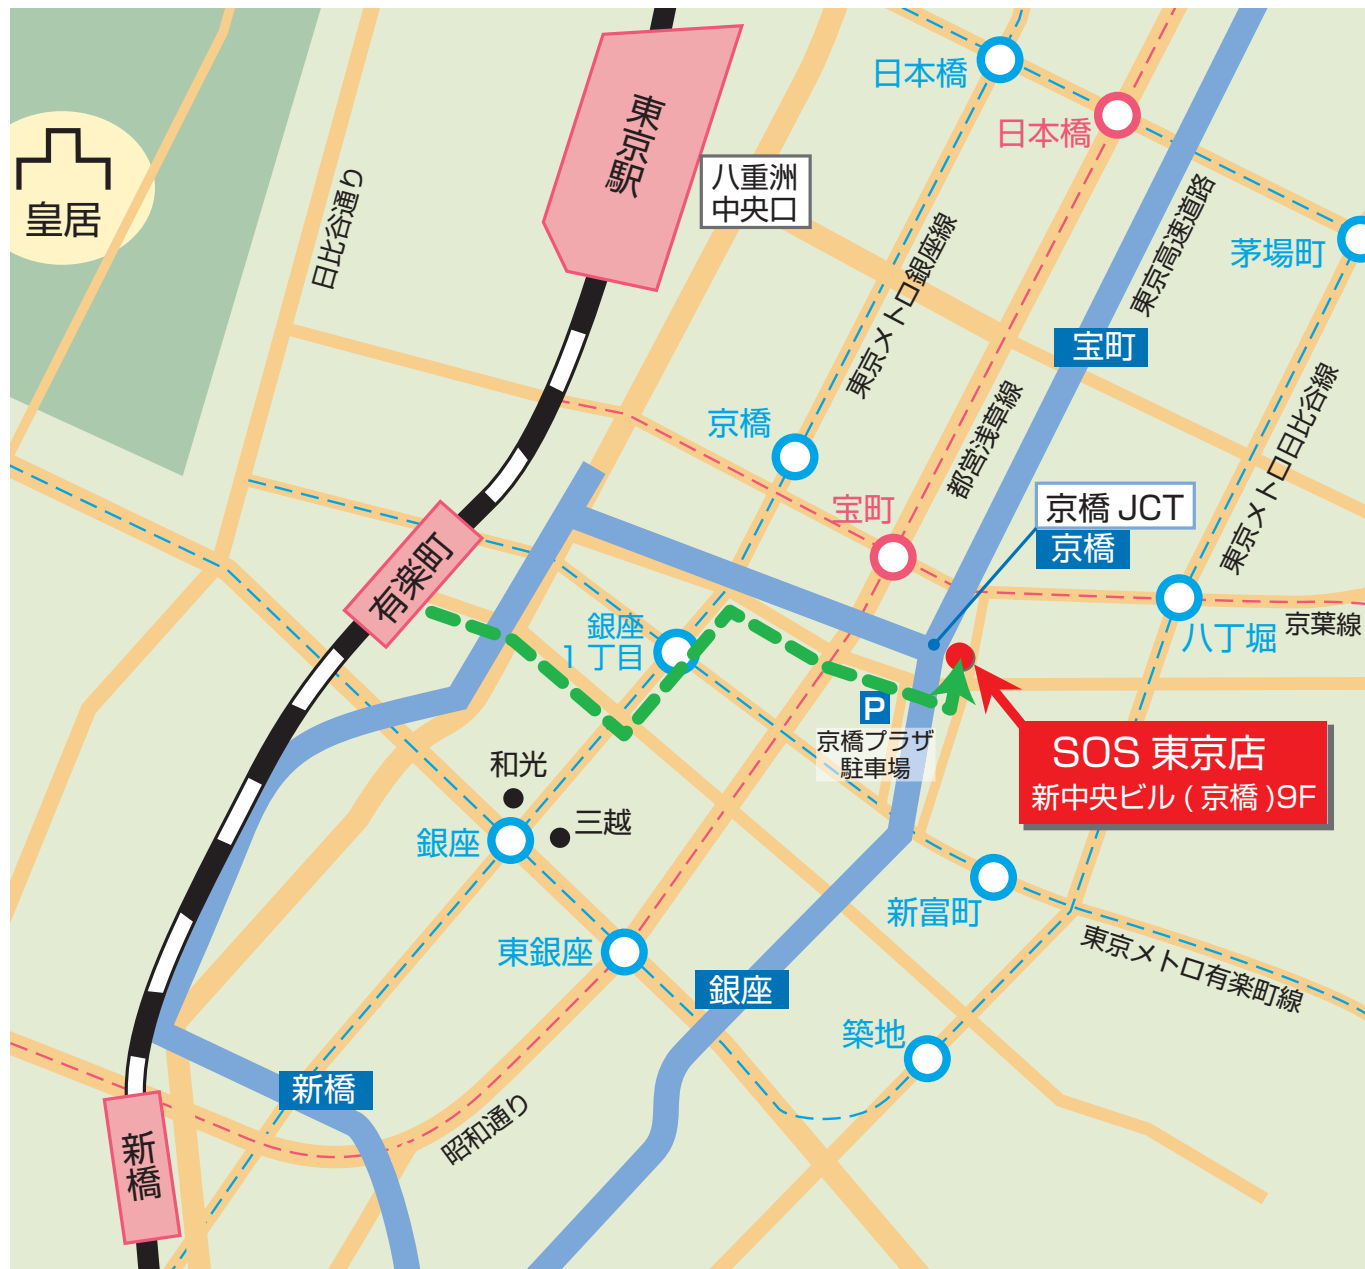 日本橋
日本橋
東京駅
八重洲
中央口
皇居
日比谷通り
東京メトロ銀座線
東京高速道路
茅場町
宝町
京橋
都営浅草線
東京メトロ日比谷線
宝町
京橋 JCT
京橋
有楽町
銀座
1 丁目
八丁堀
京葉線
P
京橋プラザ
駐車場
SOS 東京店
新中央ビル ( 京橋 )9F
和光
三越
銀座
新富町
東銀座
東京メトロ有楽町線
銀座
築地
新橋
昭和通り
新橋